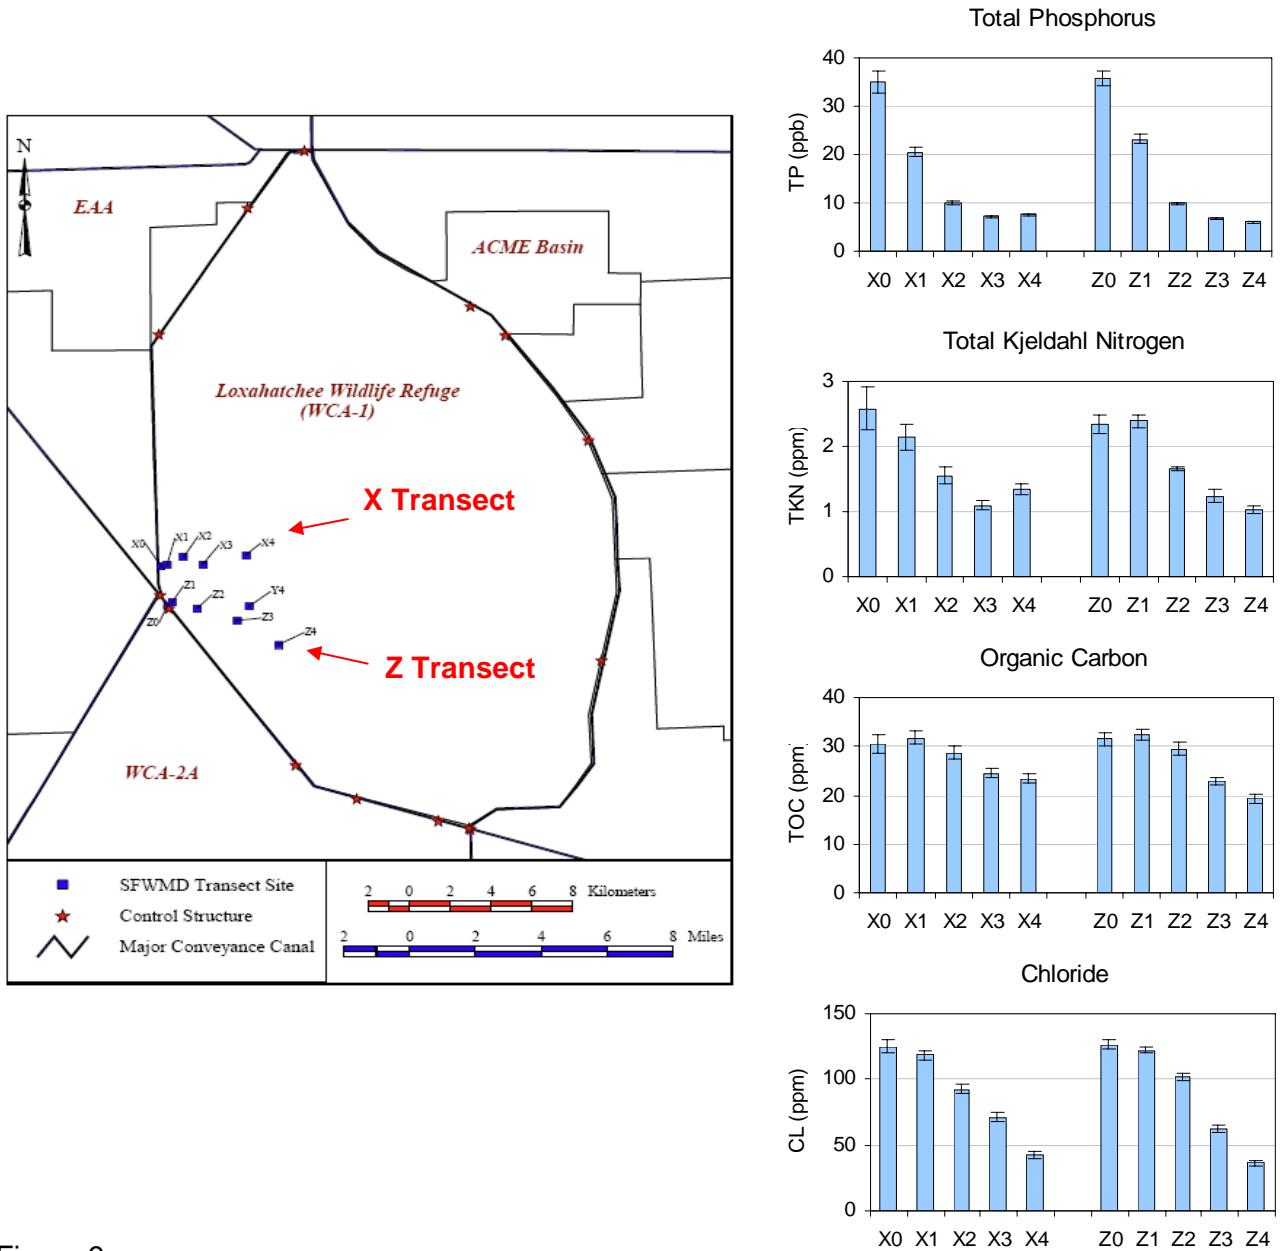 N
EAA
ACME Basin
Loxahatchee Wildlife Refuge
(WCA-1)
X Transect
X0
X1
X2
X3
X4
Z1
Z2
Y4
Z0
Z3
Z4
Z Transect
WCA-2A
SFWMD Transect Site
Control Structure
Major Conveyance Canal
2 0 2 4 6 8 Kilometers
2 0 2 4 6 8 Miles
Total Phosphorus
TP (ppb)
40
30
20
10
0
X0 X1 X2 X3 X4 Z0 Z1 Z2 Z3 Z4
Total Kjeldahl Nitrogen
TKN (ppm)
3
2
1
0
X0 X1 X2 X3 X4 Z0 Z1 Z2 Z3 Z4
Organic Carbon
TOC (ppm
40
30
20
10
0
X0 X1 X2 X3 X4 Z0 Z1 Z2 Z3 Z4
Chloride
CL (ppm)
150
100
50
0
X0 X1 X2 X3 X4 Z0 Z1 Z2 Z3 Z4